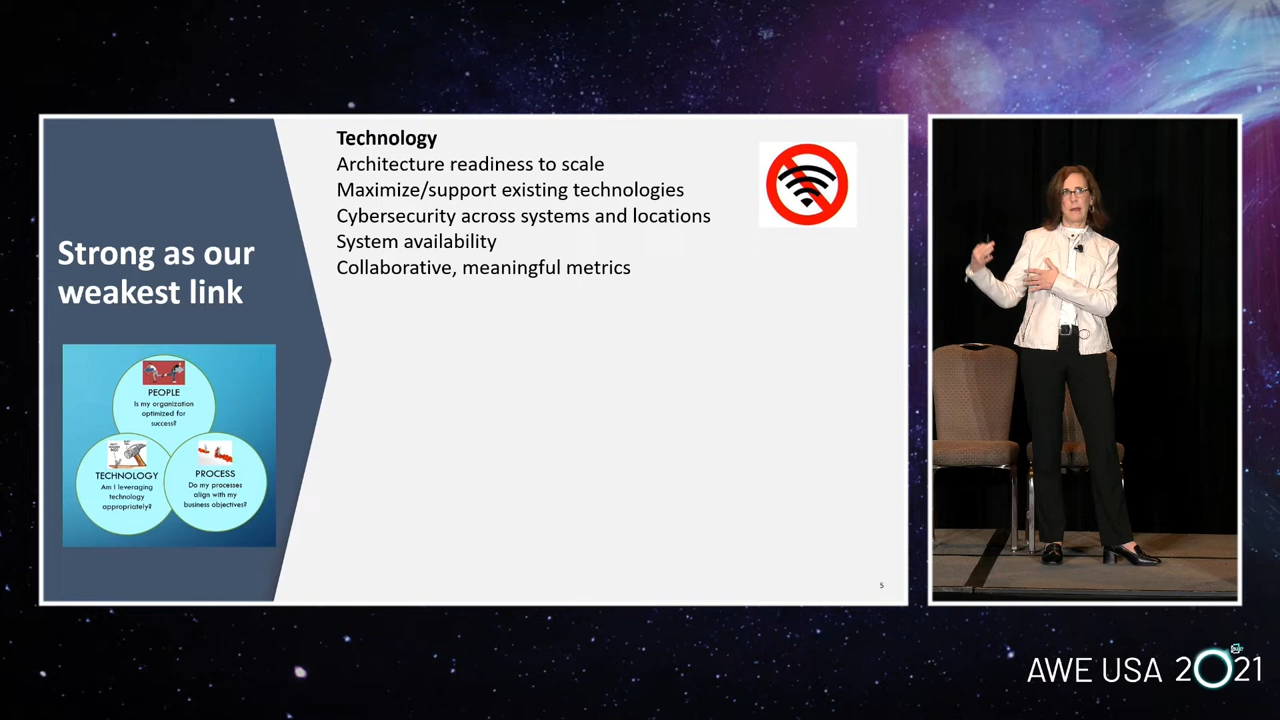 Strong as our
weakest link
PEOPLE
Is my organization
optimized for
success?
TECHNOLOGY
Am I leveraging
technology
appropriately?
PROCESS
Do my processes
align with my
business objectives?
Technology
Architecture readiness to scale
Maximize/support existing technologies
Cybersecurity across systems and locations
System availability
Collaborative, meaningful metrics
5
AWE USA 2021